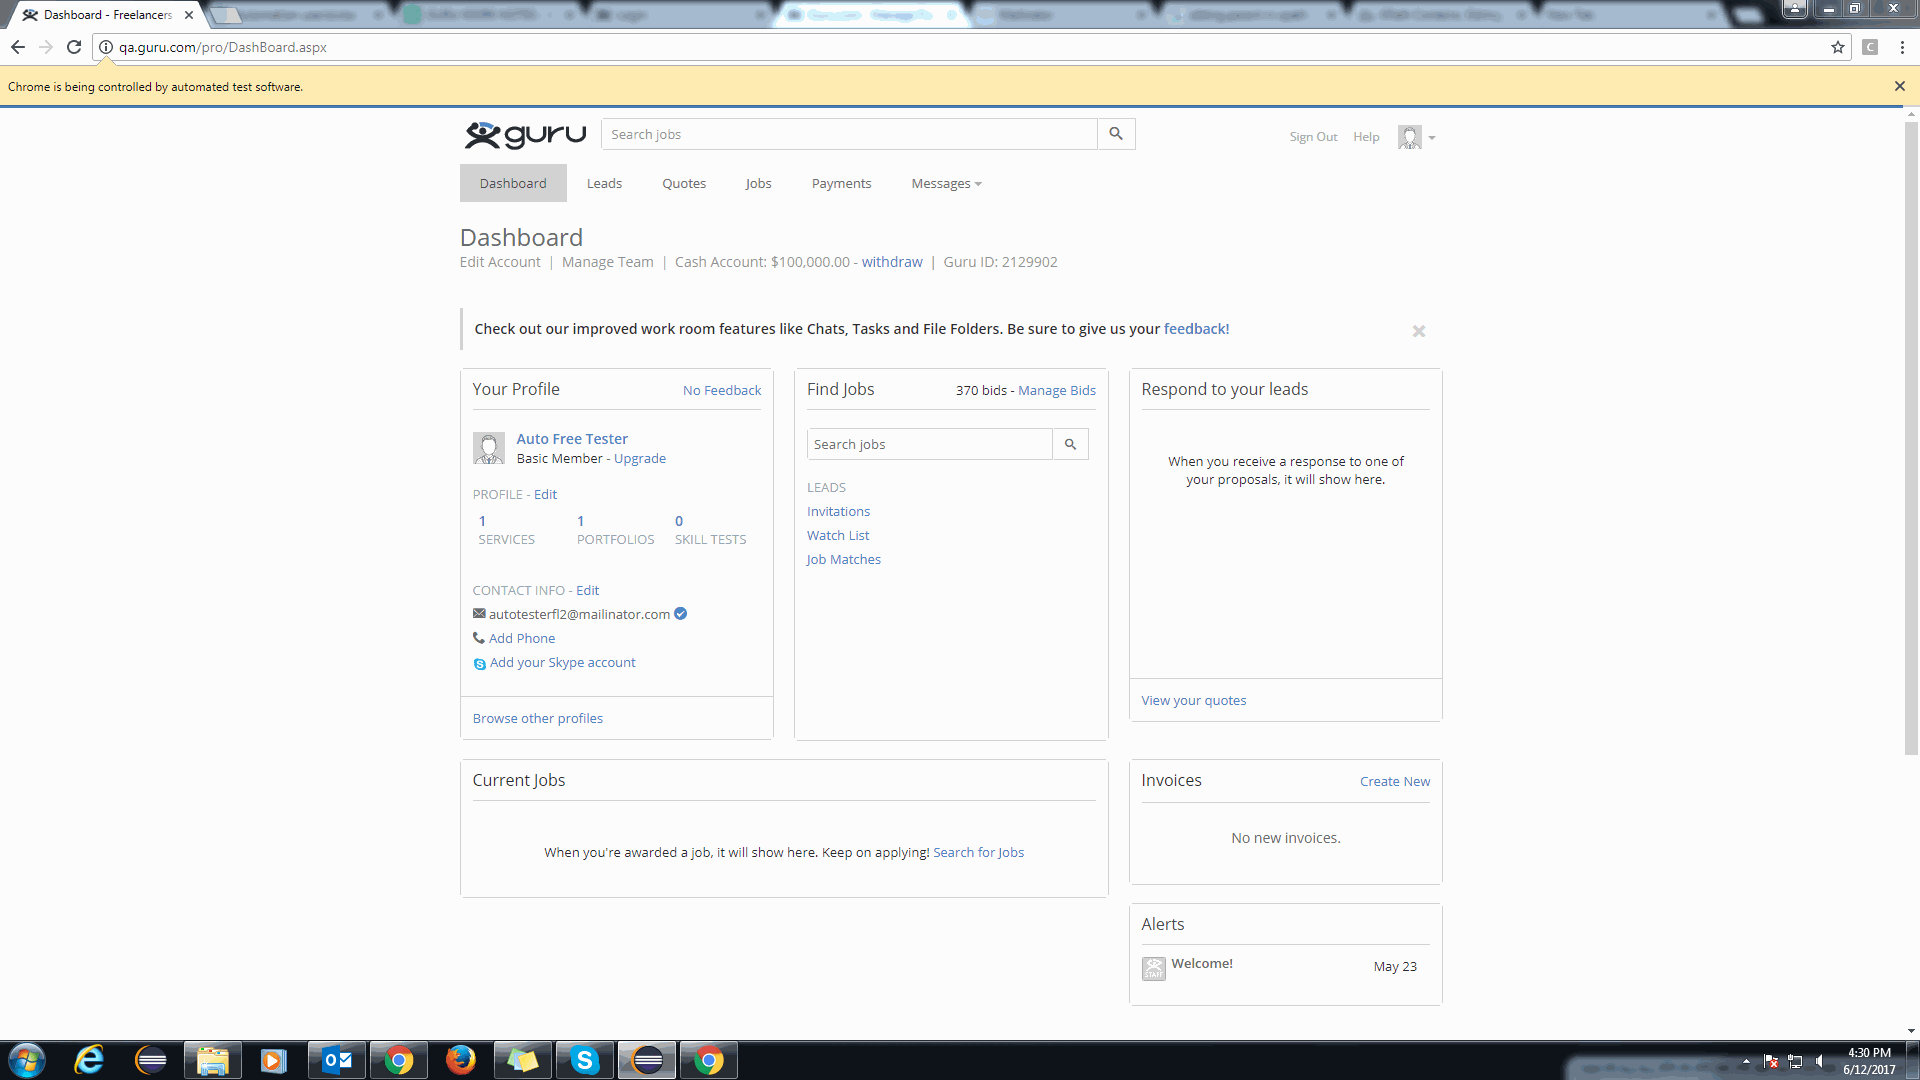 Dashboard - Freelancers
qa.guru.com/pro/DashBoard.aspx
Chrome is being controlled by automated test software.
guru
Search jobs
Sign Out Help
Dashboard Leads Quotes Jobs Payments Messages
Dashboard
Edit Account | Manage Team | Cash Account: $100,000.00 - withdraw | Guru ID: 2129902
Check out our improved work room features like Chats, Tasks and File Folders. Be sure to give us your feedback!
Your Profile No Feedback
Auto Free Tester
Basic Member - Upgrade
PROFILE - Edit
1 1 0
SERVICES PORTFOLIOS SKILL TESTS
CONTACT INFO - Edit
autotesterfl2@mailinator.com
Add Phone
Add your Skype account
Browse other profiles
Find Jobs 370 bids - Manage Bids
Search jobs
LEADS
Invitations
Watch List
Job Matches
Respond to your leads
When you receive a response to one of
your proposals, it will show here.
View your quotes
Current Jobs
When you're awarded a job, it will show here. Keep on applying! Search for Jobs
Invoices Create New
No new invoices.
Alerts
STAFF
Welcome! May 23
4:30 PM
6/12/2017